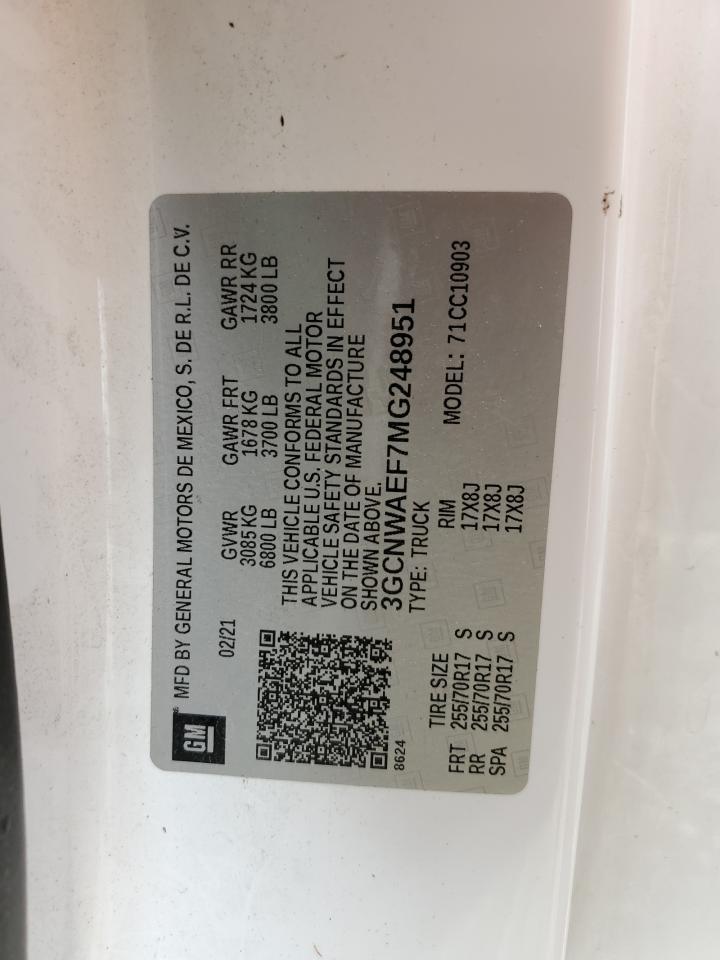 GM
MFD BY GENERAL MOTORS DE MEXICO, S. DE R.L. DE C.V.
02/21
GVWR GAWR FRT GAWR RR
3085 KG 1678 KG 1724 KG
6800 LB 3700 LB 3800 LB
THIS VEHICLE CONFORMS TO ALL
APPLICABLE U.S. FEDERAL MOTOR
VEHICLE SAFETY STANDARDS IN EFFECT
ON THE DATE OF MANUFACTURE
SHOWN ABOVE.
3GCNWAEF7MG248951
TYPE: TRUCK
8624
MODEL: 71CC10903
TIRE SIZE RIM
FRT 255/70R17 S 17X8J
RR 255/70R17 S 17X8J
SPA 255/70R17 S 17X8J